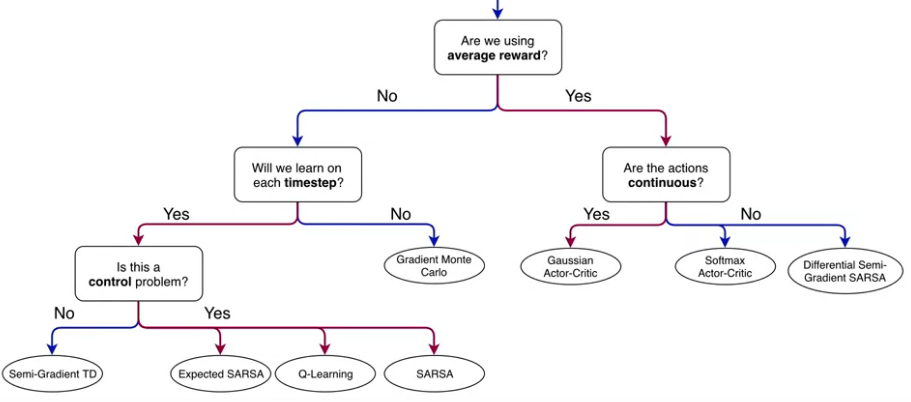 Are we using
average reward?
No
Yes
Will we learn on
each timestep?
Are the actions
continuous?
Yes
No
Yes
No
Is this a
control problem?
Gradient Monte
Carlo
Gaussian
Actor-Critic
Softmax
Actor-Critic
Differential Semi-
Gradient SARSA
No
Yes
Semi-Gradient TD
Expected SARSA
Q-Learning
SARSA